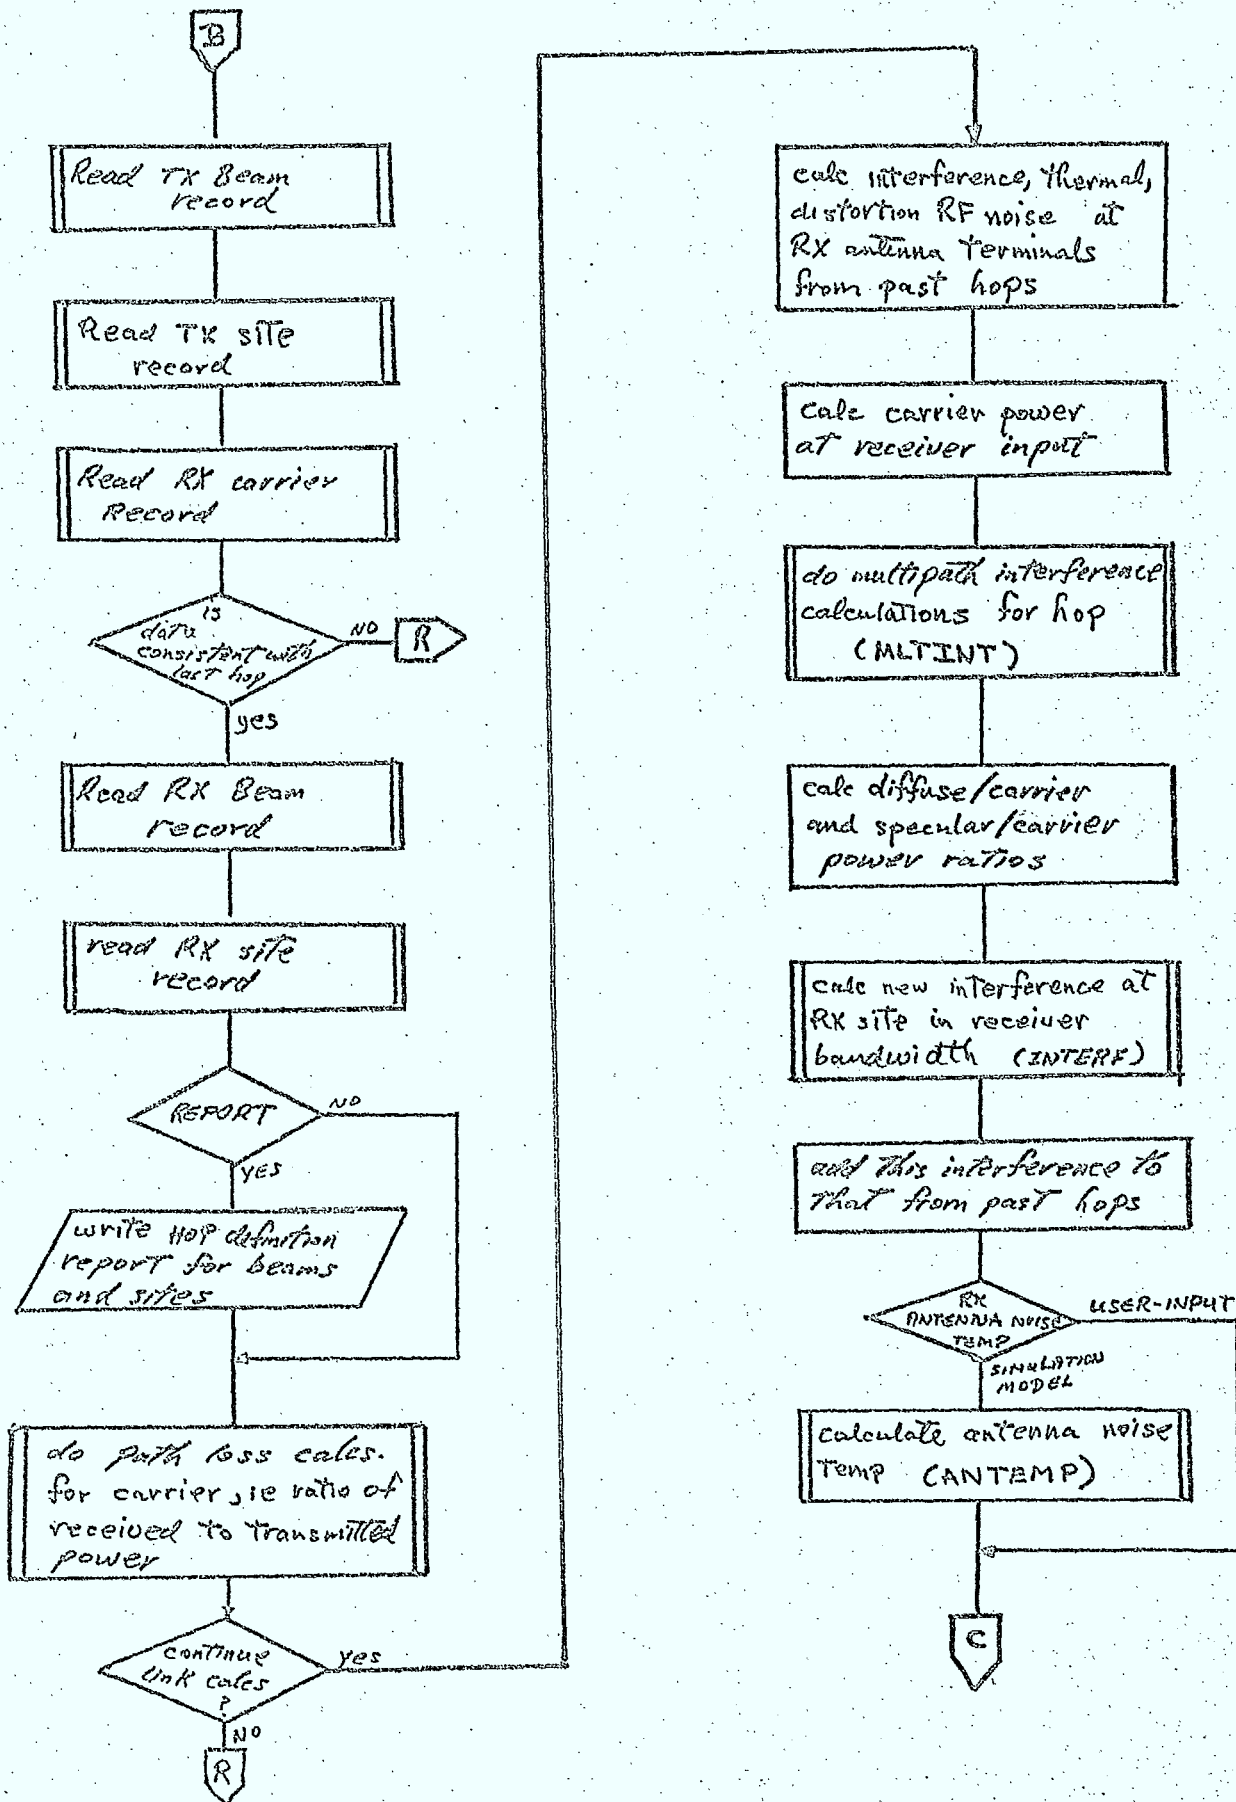 B
Read TX Beam
record
Read TX site
record
Read RX carrier
Record
is
data
consistent with
last hop
NO
R
yes
Read RX Beam
record
read RX site
record
REPORT
NO
YES
write HOP definition
report for beams
and sites
do path loss calcs.
for carrier, ie ratio of
received to transmitted
power
continue
link calcs
?
yes
NO
R
calc interference, thermal,
distortion RF noise at
RX antenna terminals
from past hops
calc carrier power
at receiver input
do multipath interference
calculations for hop
(MLTINT)
calc diffuse/carrier
and specular/carrier
power ratios
calc new interference at
RX site in receiver
bandwidth (INTERF)
add this interference to
that from past hops
RX
ANTENNA NOISE
TEMP
USER-INPUT
SIMULATION
MODEL
calculate antenna noise
temp (ANTEMP)
C